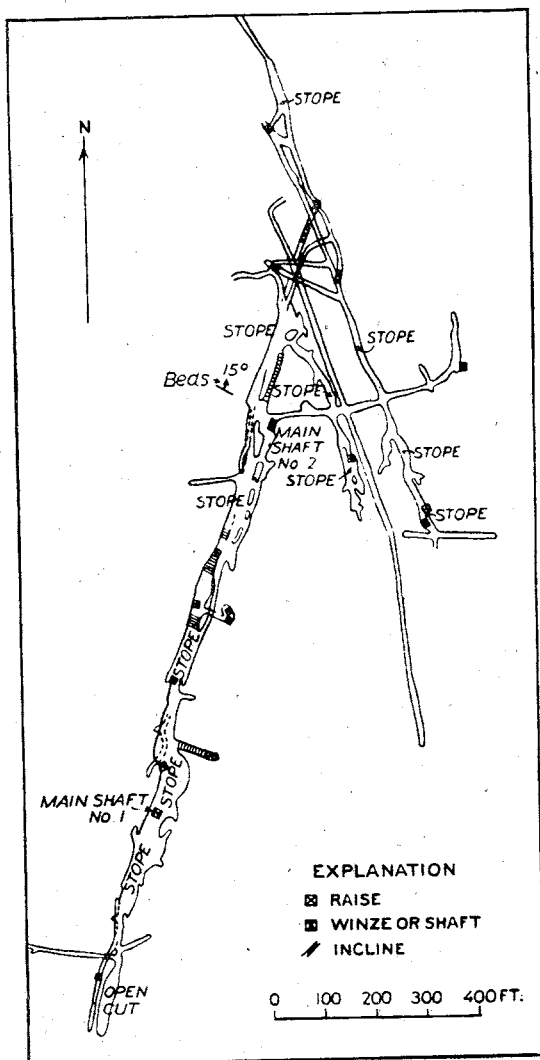 STOPE
N
STOPE
STOPE
Beds 15°
STOPE
MAIN
SHAFT
No 2
STOPE
STOPE
STOPE
STOPE
STOPE
STOPE
MAIN SHAFT
No. 1
STOPE
EXPLANATION
RAISE
WINZE OR SHAFT
INCLINE
OPEN
CUT
0 100 200 300 400 FT.